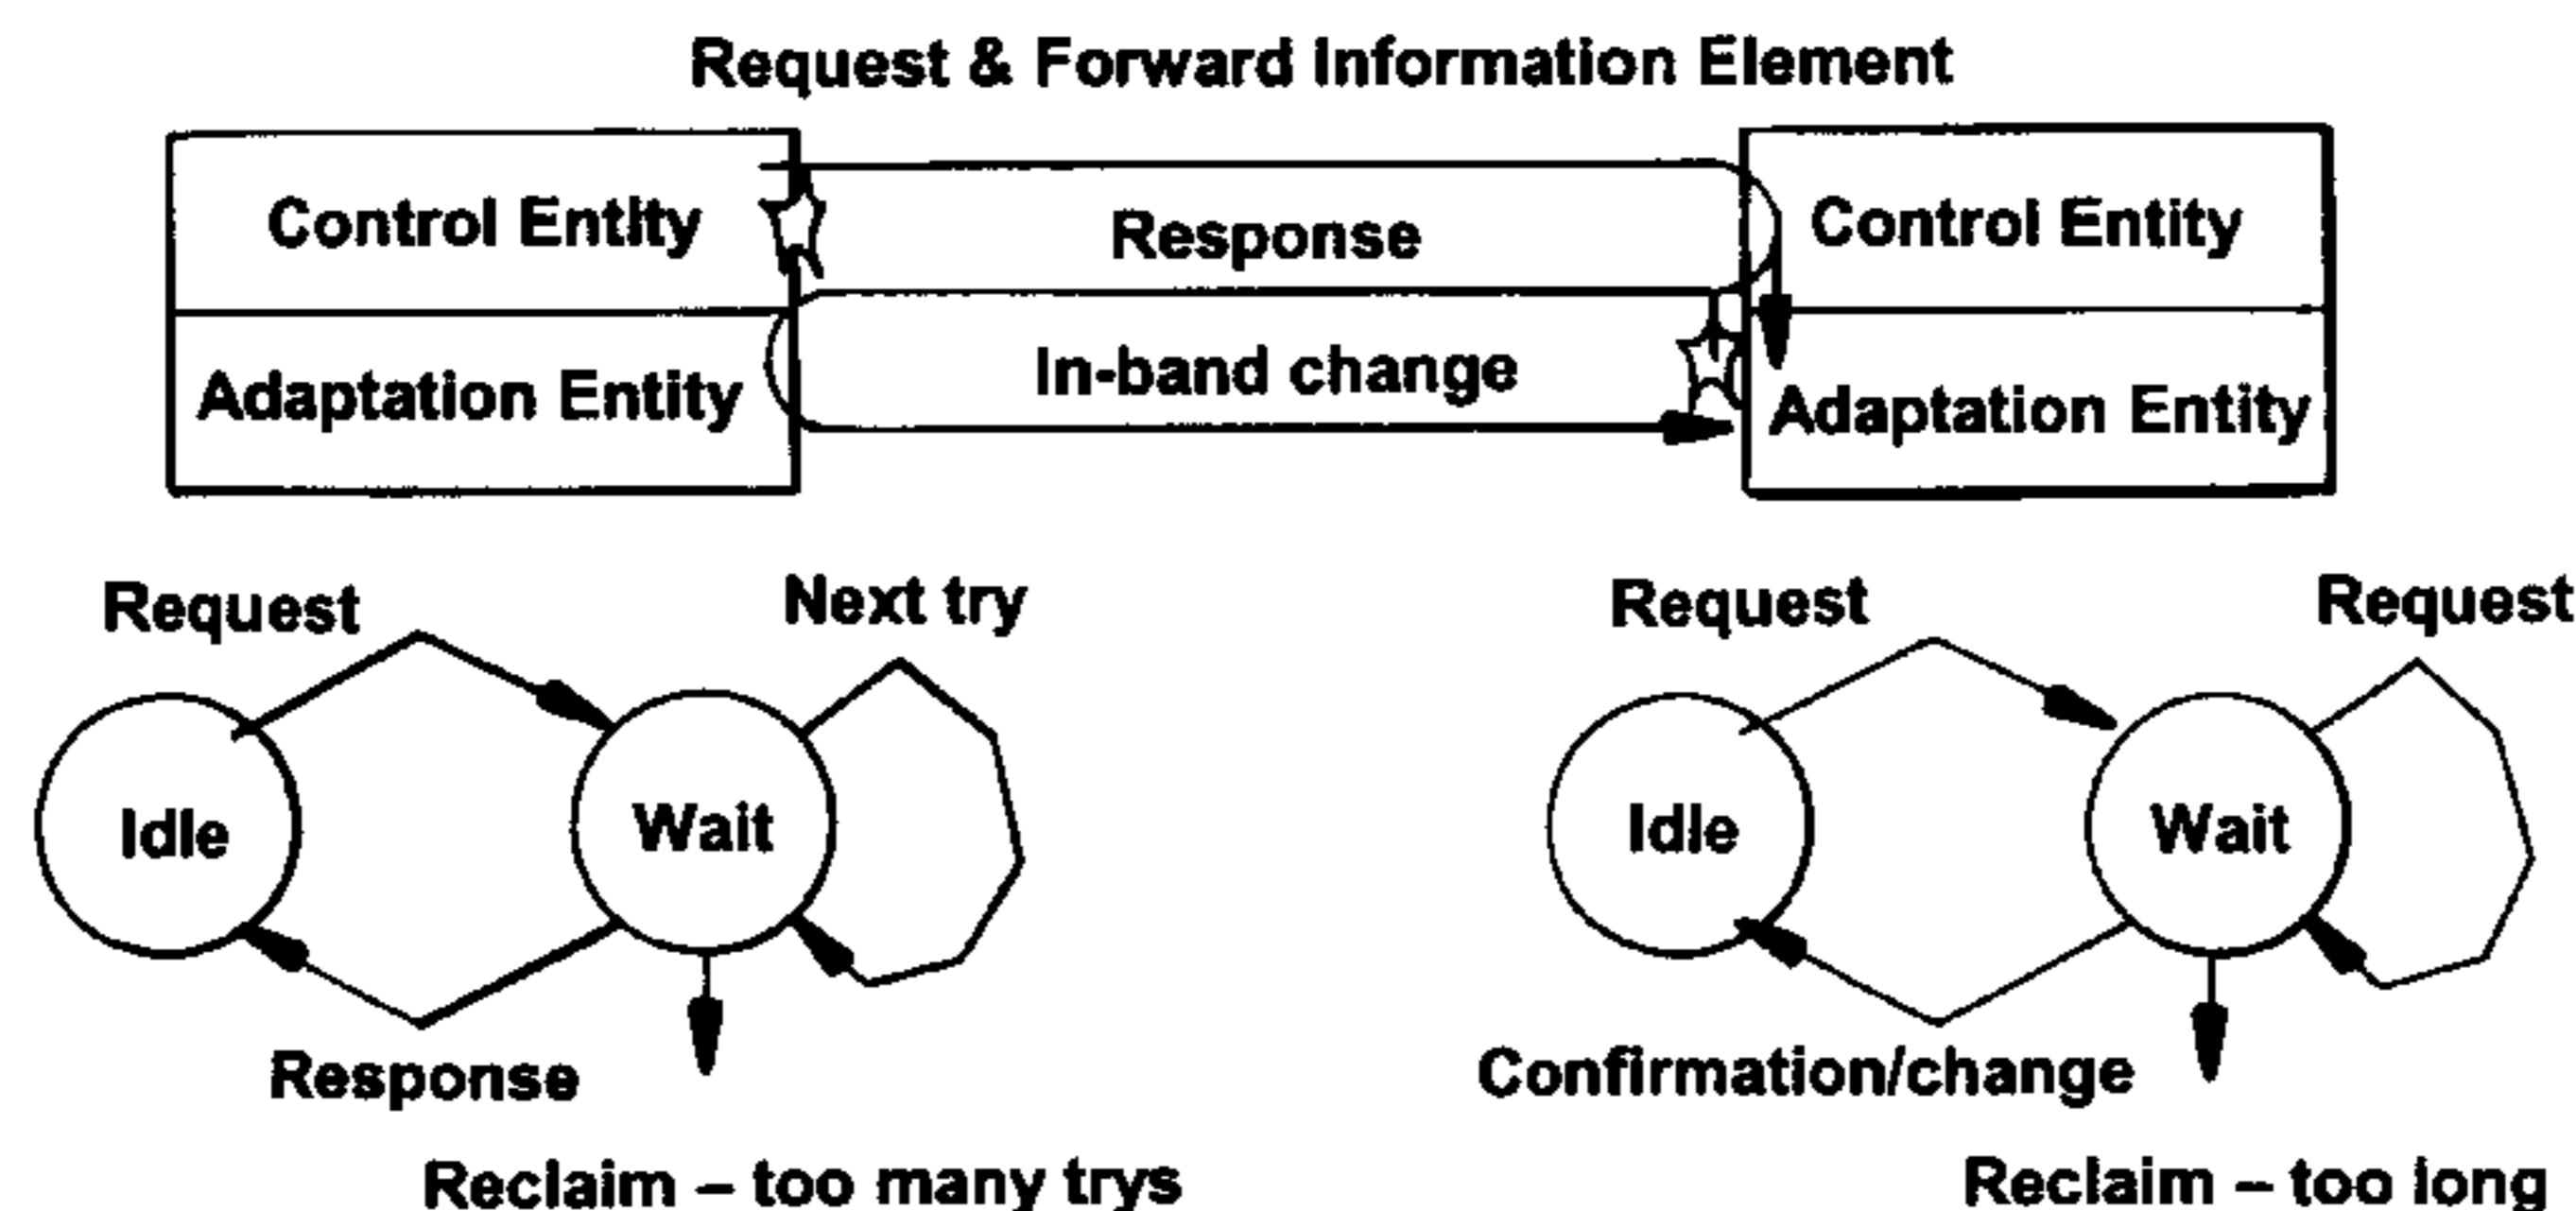 Request & Forward Information Element
Control Entity
Response
Control Entity
Adaptation Entity
In-band change
Adaptation Entity
Request
Next try
Request
Request
Idle
Wait
Idle
Wait
Response
Confirmation/change
Reclaim – too many trys
Reclaim – too long